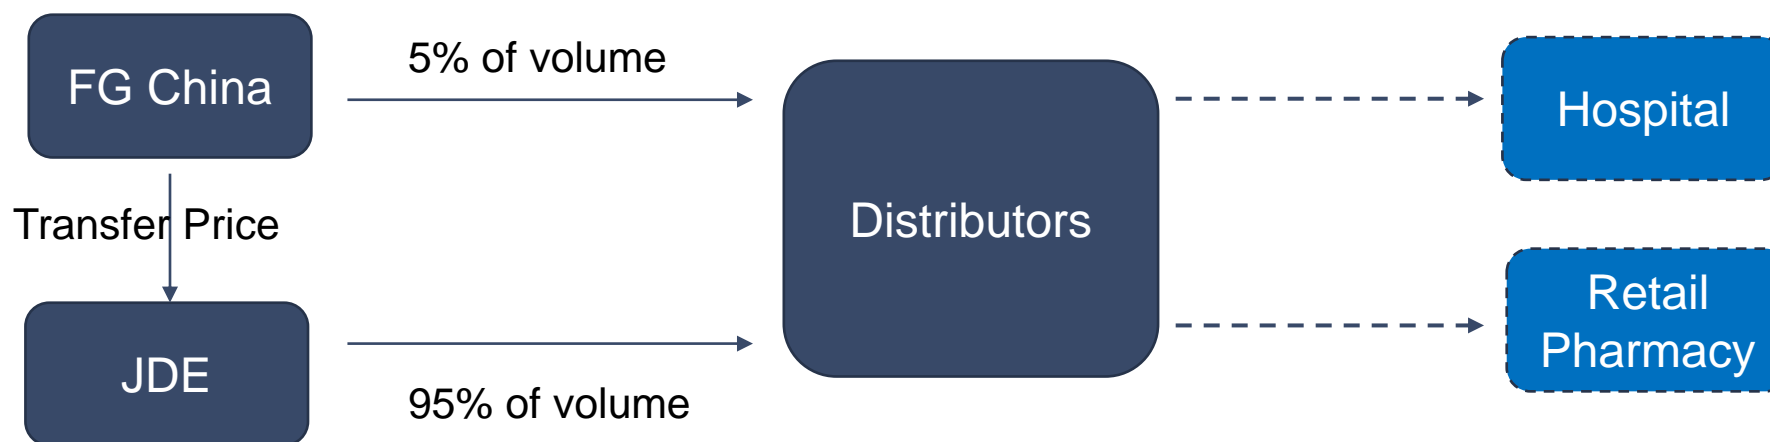 FG China
5% of volume
Distributors
Hospital
Transfer Price
JDE
95% of volume
Retail
Pharmacy